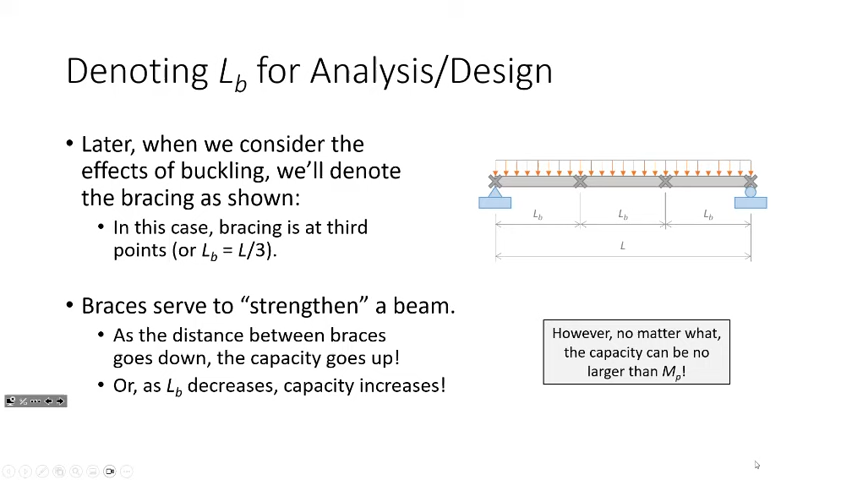 Denoting Lb for Analysis/Design
• Later, when we consider the
effects of buckling, we’ll denote
the bracing as shown:
• In this case, bracing is at third
points (or Lb = L/3).
• Braces serve to “strengthen” a beam.
• As the distance between braces
goes down, the capacity goes up!
• Or, as Lb decreases, capacity increases!
Lb Lb Lb
L
However, no matter what,
the capacity can be no
larger than Mp!